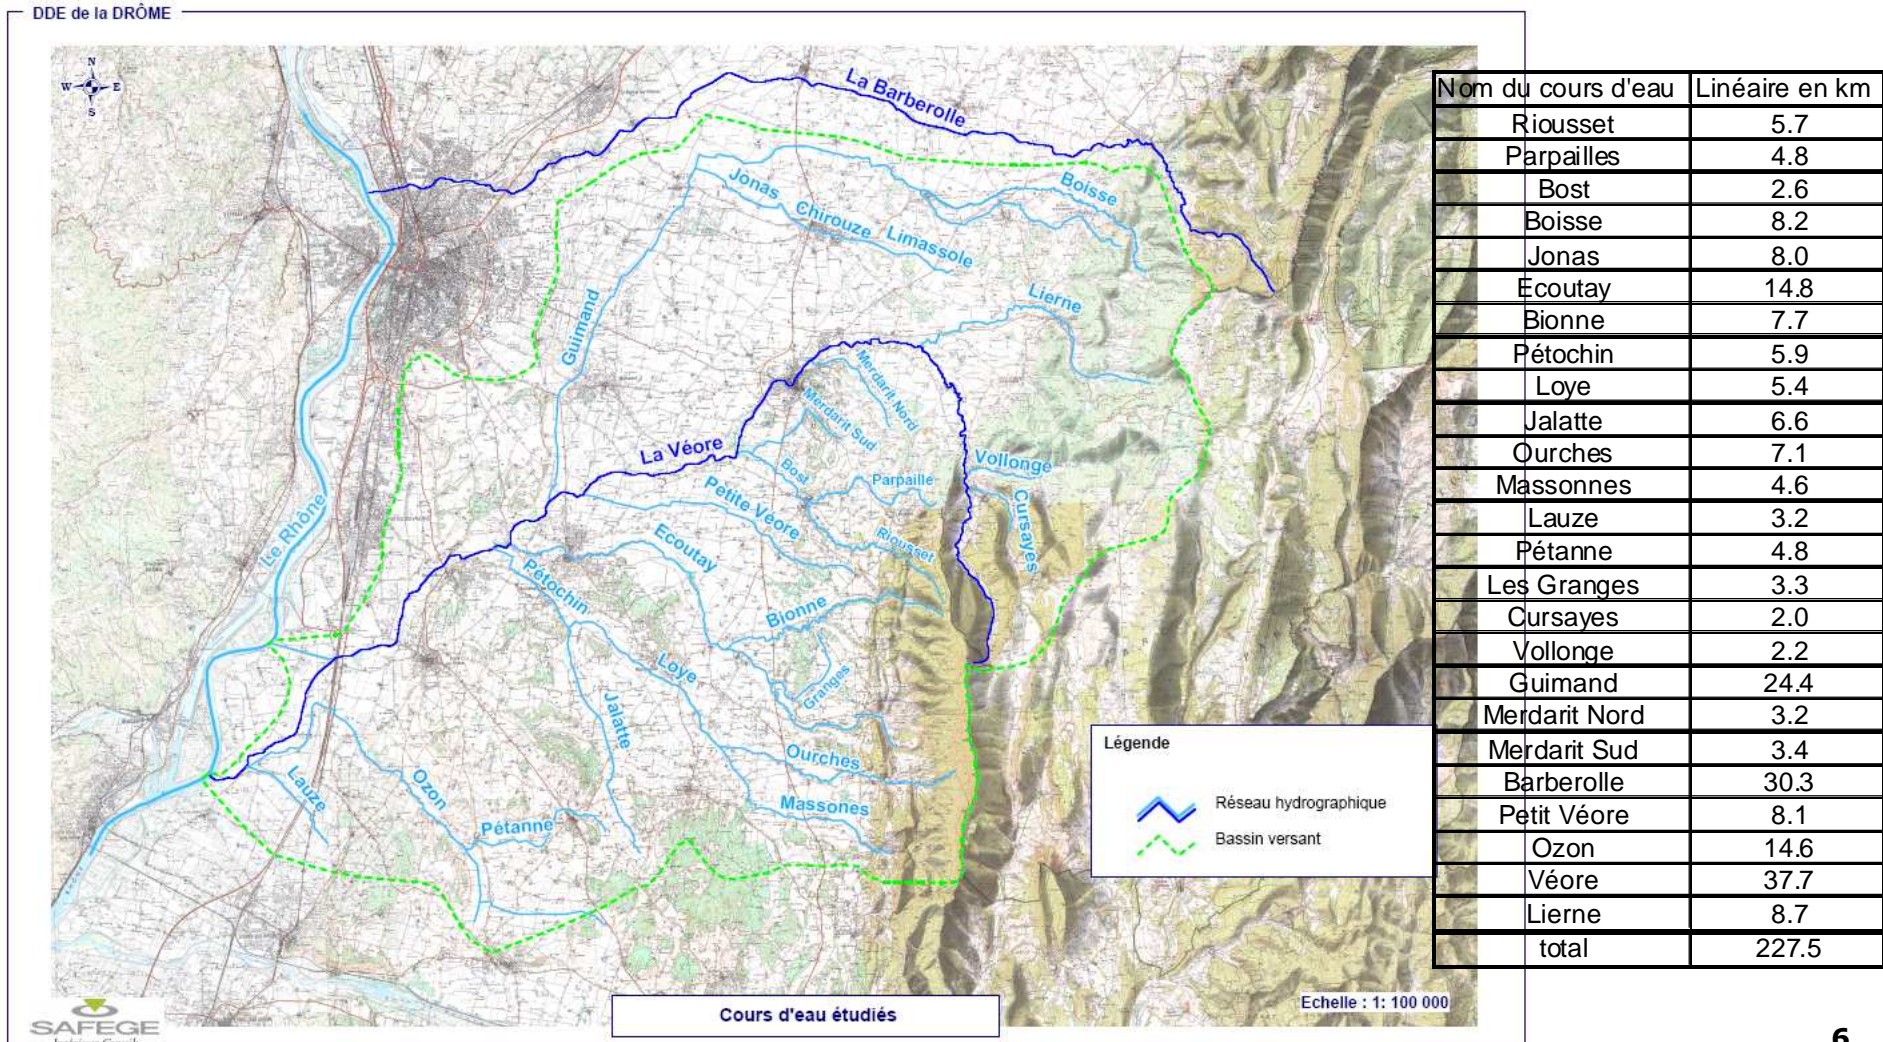 DDE de la DRÔME
N
W E
S
La Barberolle
Jonas
Chirouze
Limassole
Boisse
Guimand
Lierne
Merdarit Nord
Merdarit Sud
La Véore
Vollonge
Bost
Parpaille
Cursayes
Petite Véore
Le Rhône
Ecoutay
Riousset
Pétochin
Bionne
Loye
Granges
Jalatte
Ourches
Lauze
Ozon
Massones
Pétanne
Légende
Réseau hydrographique
Bassin versant
Cours d'eau étudiés
Echelle : 1: 100 000
SAFEGE
Nom du cours d'eau Linéaire en km
Riousset 5.7
Parpailles 4.8
Bost 2.6
Boisse 8.2
Jonas 8.0
Ecoutay 14.8
Bionne 7.7
Pétochin 5.9
Loye 5.4
Jalatte 6.6
Ourches 7.1
Massonnes 4.6
Lauze 3.2
Pétanne 4.8
Les Granges 3.3
Cursayes 2.0
Vollonge 2.2
Guimand 24.4
Merdarit Nord 3.2
Merdarit Sud 3.4
Barberolle 30.3
Petit Véore 8.1
Ozon 14.6
Véore 37.7
Lierne 8.7
total 227.5
6